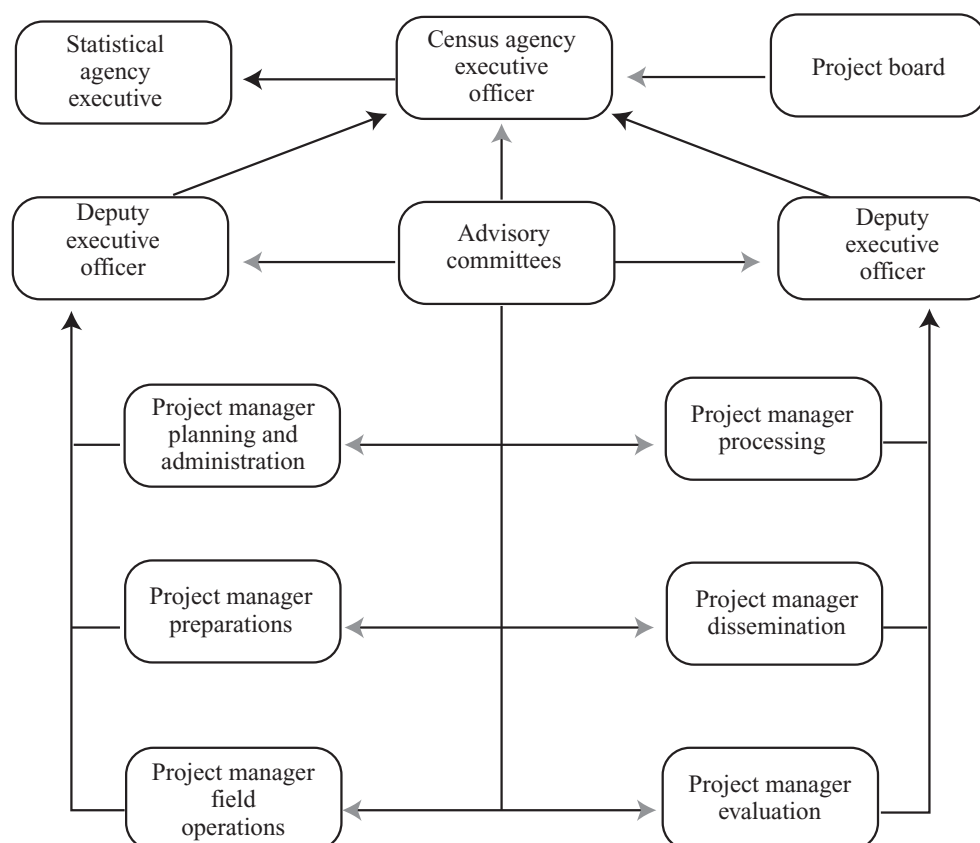 Statistical
agency
executive
Census agency
executive
officer
Project board
Deputy
executive
officer
Advisory
committees
Deputy
executive
officer
Project manager
planning and
administration
Project manager
processing
Project manager
preparations
Project manager
dissemination
Project manager
field
operations
Project manager
evaluation